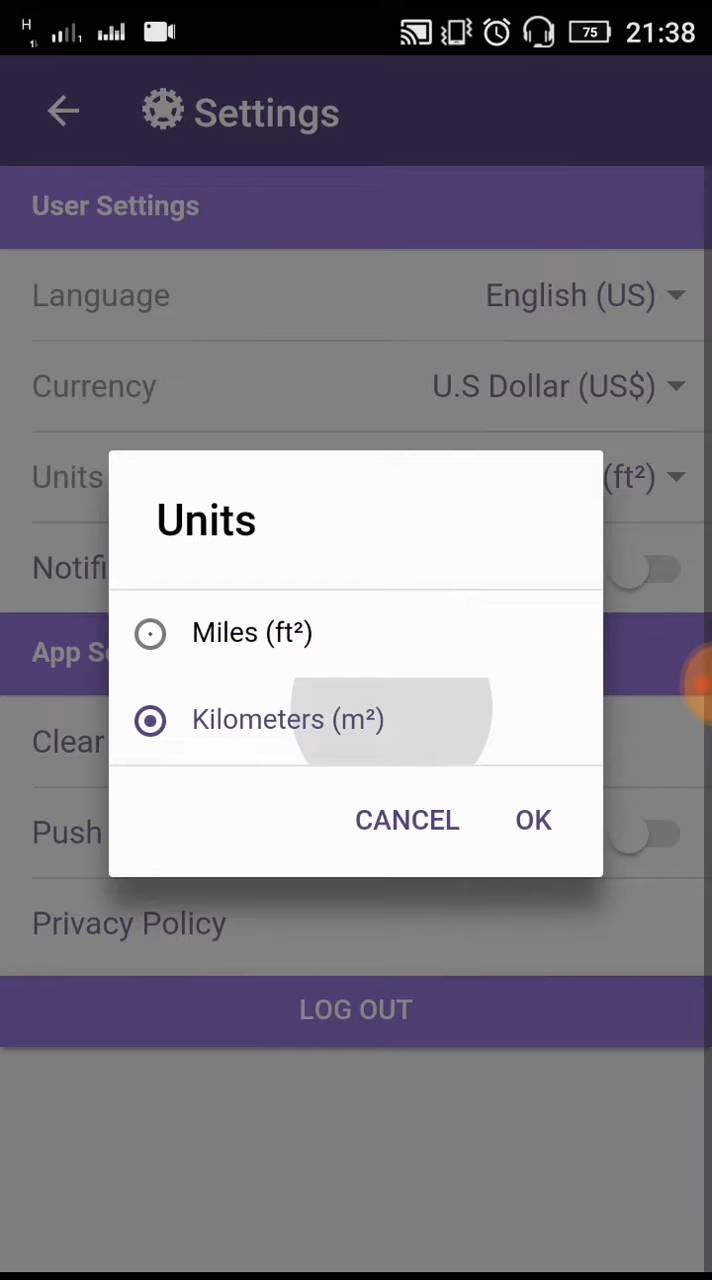 H
75
21:38
Settings
User Settings
Language
English (US)
Currency
U.S Dollar (US$)
Units
(ft²)
Units
Notifi
Miles (ft²)
App Se
Kilometers (m²)
Clear
CANCEL
OK
Push
Privacy Policy
LOG OUT